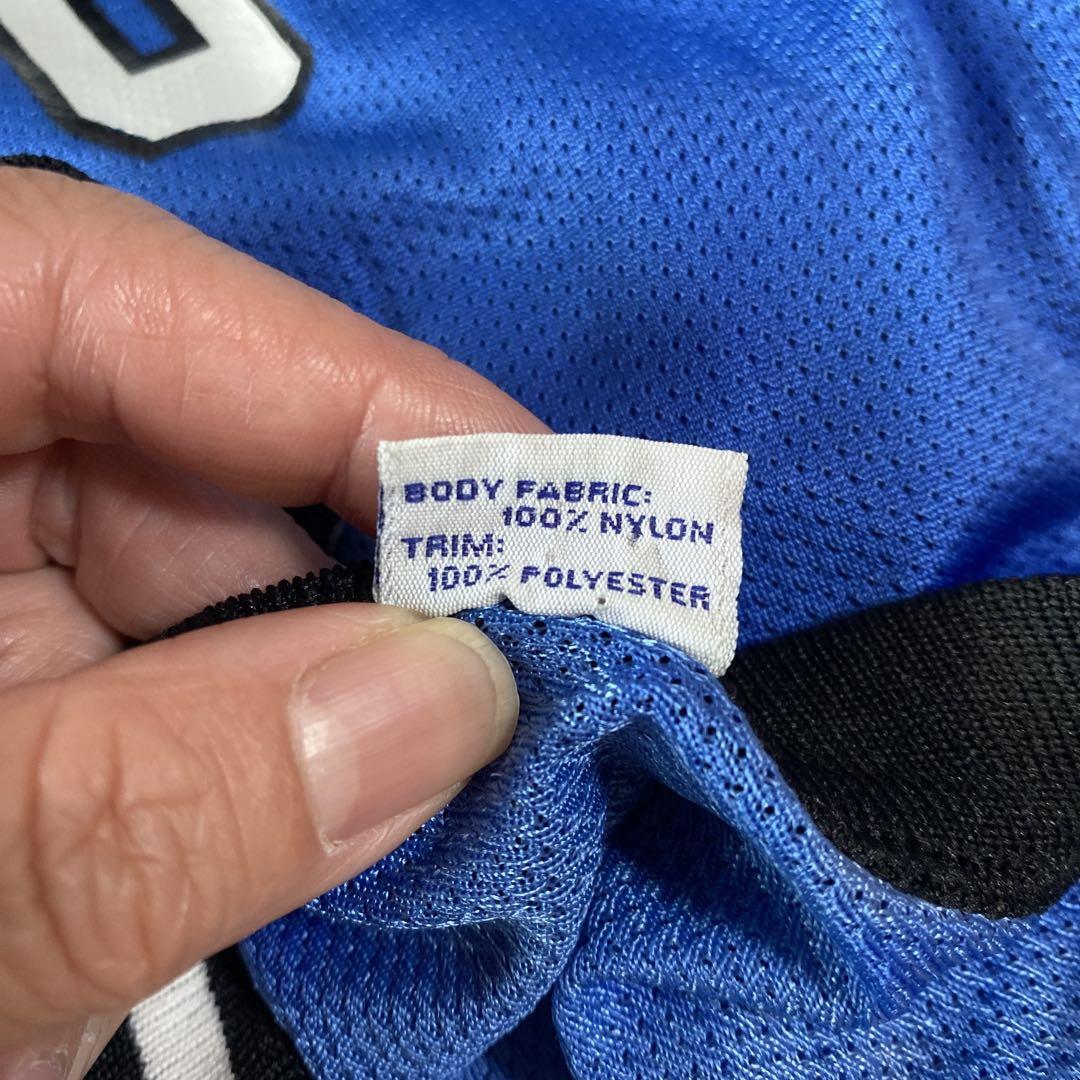 BODY FABRIC:
100% NYLON
TRIM:
100% POLYESTER